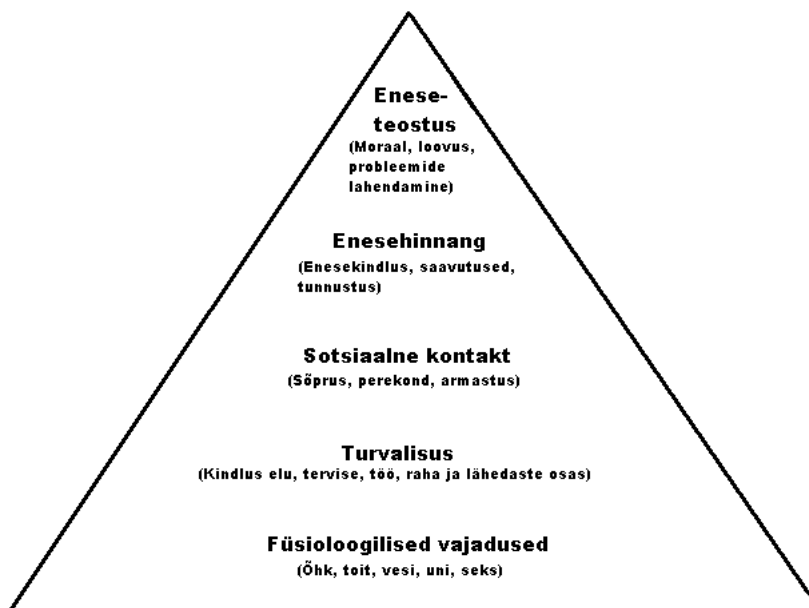 Enese-
teostus
(Moraal, loovus,
probleemide
lahendamine)
Enesehinnang
(Enesekindlus, saavutused,
tunnustus)
Sotsiaalne kontakt
(Sõprus, perekond, armastus)
Turvalisus
(Kindlus elu, tervise, töö, raha ja lähedaste osas)
Füsioloogilised vajadused
(Õhk, toit, vesi, uni, seks)